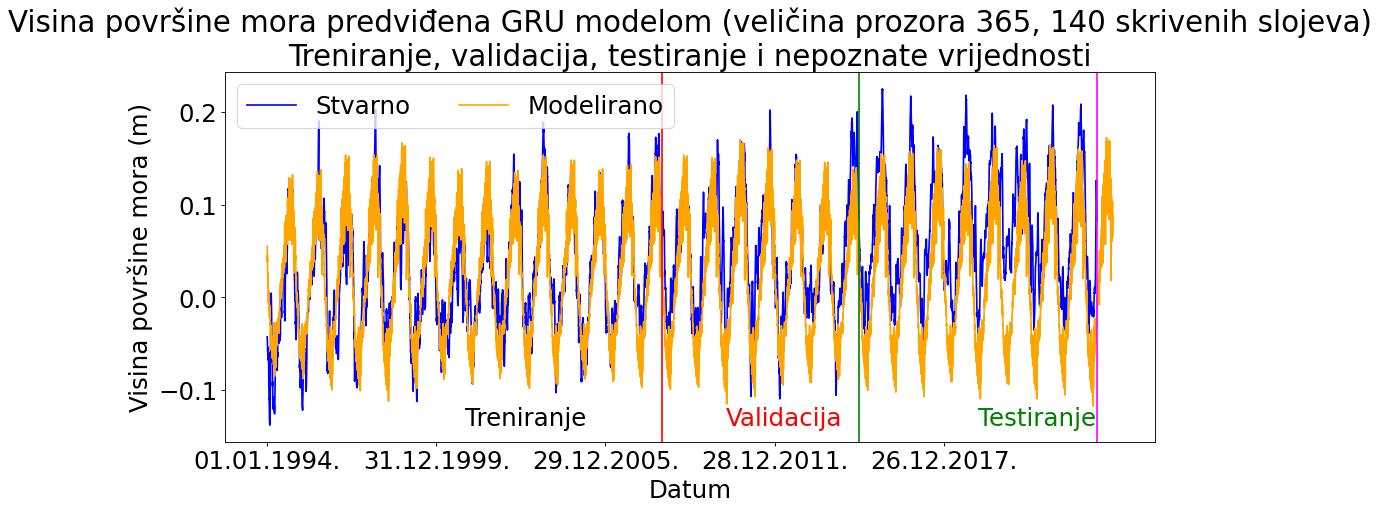 Visina površine mora predviđena GRU modelom (veličina prozora 365, 140 skrivenih slojeva)
Treniranje, validacija, testiranje i nepoznate vrijednosti
Stvarno Modelirano
Visina površine mora (m)
0.2
0.1
0.0
−0.1
Treniranje Validacija Testiranje
01.01.1994. 31.12.1999. 29.12.2005. 28.12.2011. 26.12.2017.
Datum